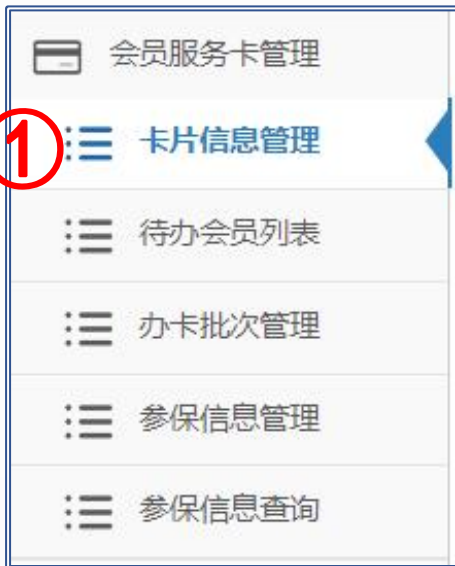 会员服务卡管理
① 卡片信息管理
待办会员列表
办卡批次管理
参保信息管理
参保信息查询